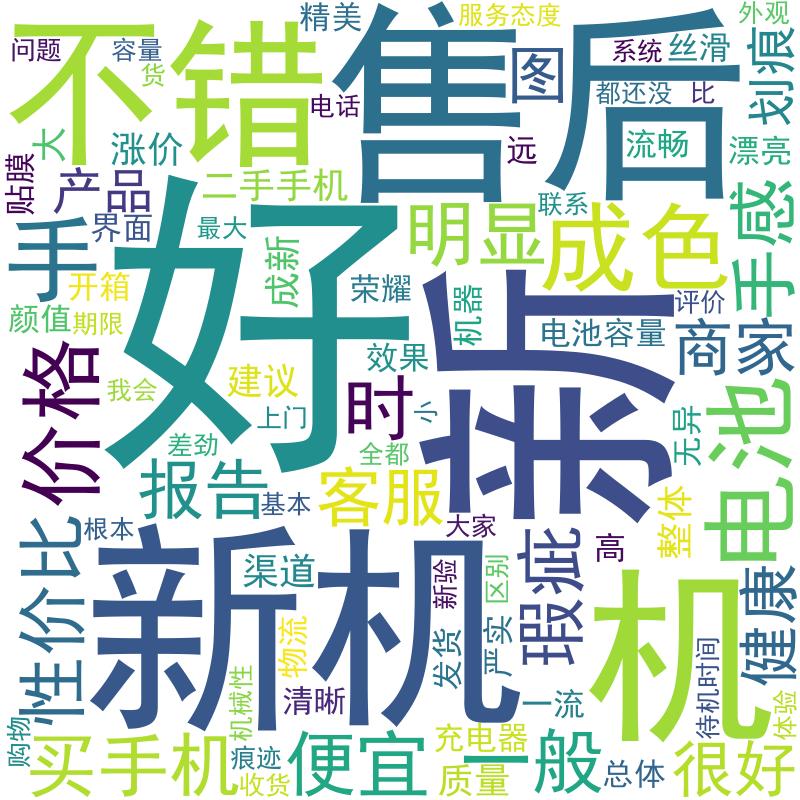 不错
售后
精美
服务态度
外观
问题
容量
货
图
系统
丝滑
划痕
电话
都还没
比
大
涨价
远
流畅
漂亮
贴膜
产品
二手手机
联系
手
界面
最大
成新
明显
成色
手感
开箱
荣耀
机器
评价
颜值
期限
好
新
电池容量
商家
价格
效果
我会
建议
时
小
电池
上门
无异
差劲
全都
报告
客服
基本
根本
大家
整体
性价比
新机
渠道
瑕疵
高
新验
区别
机
健康
物流
发货
严实
机械性
清晰
一流
待机时间
体验
购物
买手机
痕迹
收货
便宜
充电器
质量
一般
总体
很好